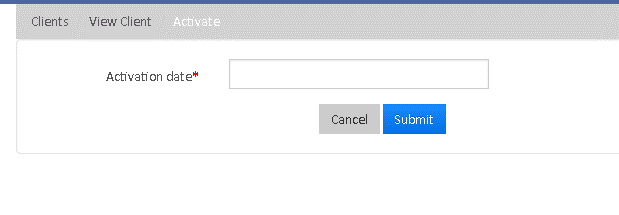 Clients View Client Activate
Activation date*
Cancel Submit